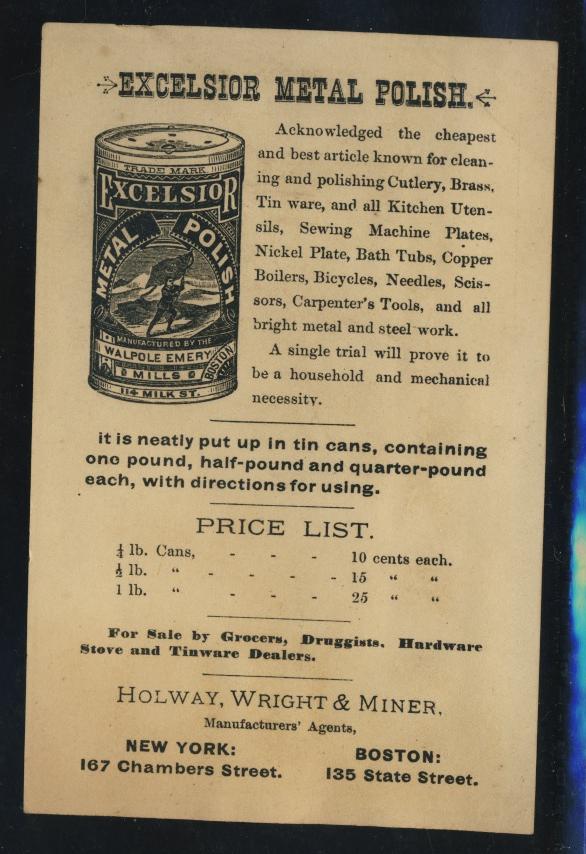 EXCELSIOR METAL POLISH.
TRADE MARK
EXCELSIOR
METAL POLISH
MANUFACTURED BY THE
WALPOLE EMERY
MILLS
BOSTON
114 MILK ST.
Acknowledged the cheapest
and best article known for clean-
ing and polishing Cutlery, Brass,
Tin ware, and all Kitchen Uten-
sils, Sewing Machine Plates,
Nickel Plate, Bath Tubs, Copper
Boilers, Bicycles, Needles, Scis-
sors, Carpenter's Tools, and all
bright metal and steel work.
A single trial will prove it to
be a household and mechanical
necessity.
it is neatly put up in tin cans, containing
one pound, half-pound and quarter-pound
each, with directions for using.
PRICE LIST.
¼ lb. Cans, - - - 10 cents each.
½ lb. " - - - - 15 " "
1 lb. " - - - 25 " "
For Sale by Grocers, Druggists, Hardware
Stove and Tinware Dealers.
HOLWAY, WRIGHT & MINER,
Manufacturers' Agents,
NEW YORK:
167 Chambers Street.
BOSTON:
135 State Street.